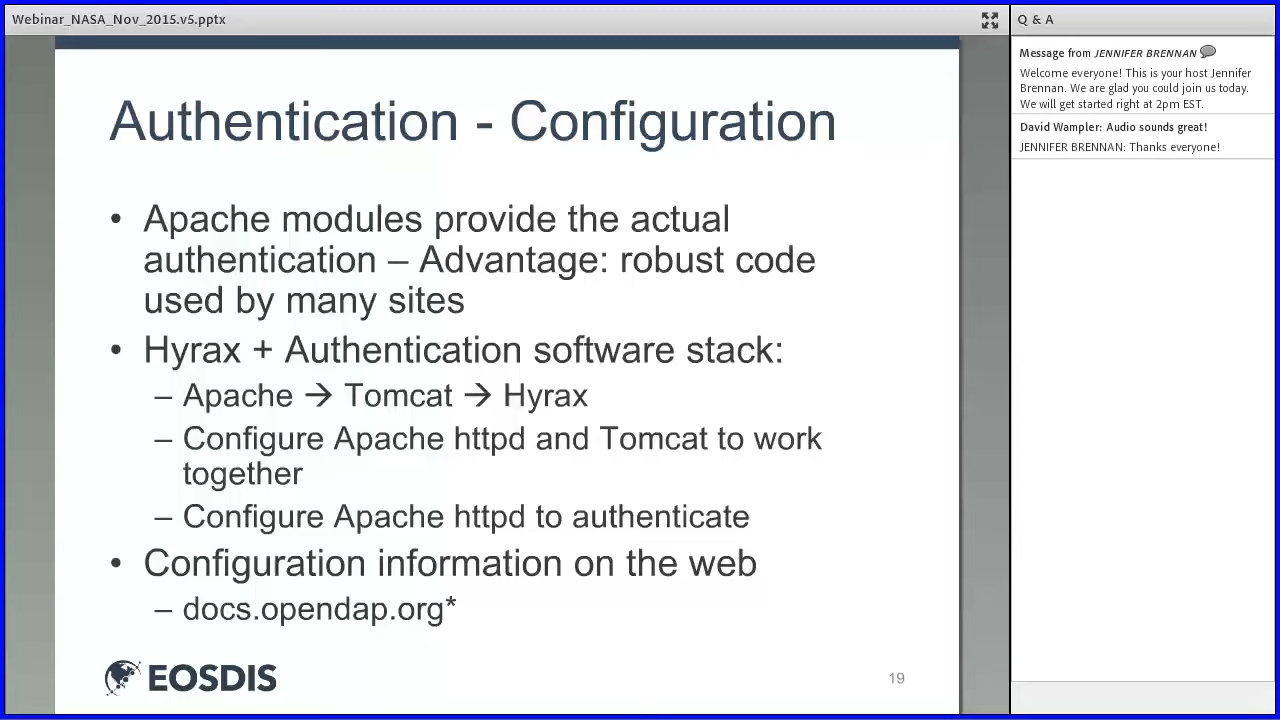 Webinar_NASA_Nov_2015.v5.pptx
Authentication - Configuration
• Apache modules provide the actual
authentication – Advantage: robust code
used by many sites
• Hyrax + Authentication software stack:
– Apache → Tomcat → Hyrax
– Configure Apache httpd and Tomcat to work
together
– Configure Apache httpd to authenticate
• Configuration information on the web
– docs.opendap.org*
EOSDIS
19
Q & A
Message from JENNIFER BRENNAN
Welcome everyone! This is your host Jennifer
Brennan. We are glad you could join us today.
We will get started right at 2pm EST.
David Wampler: Audio sounds great!
JENNIFER BRENNAN: Thanks everyone!